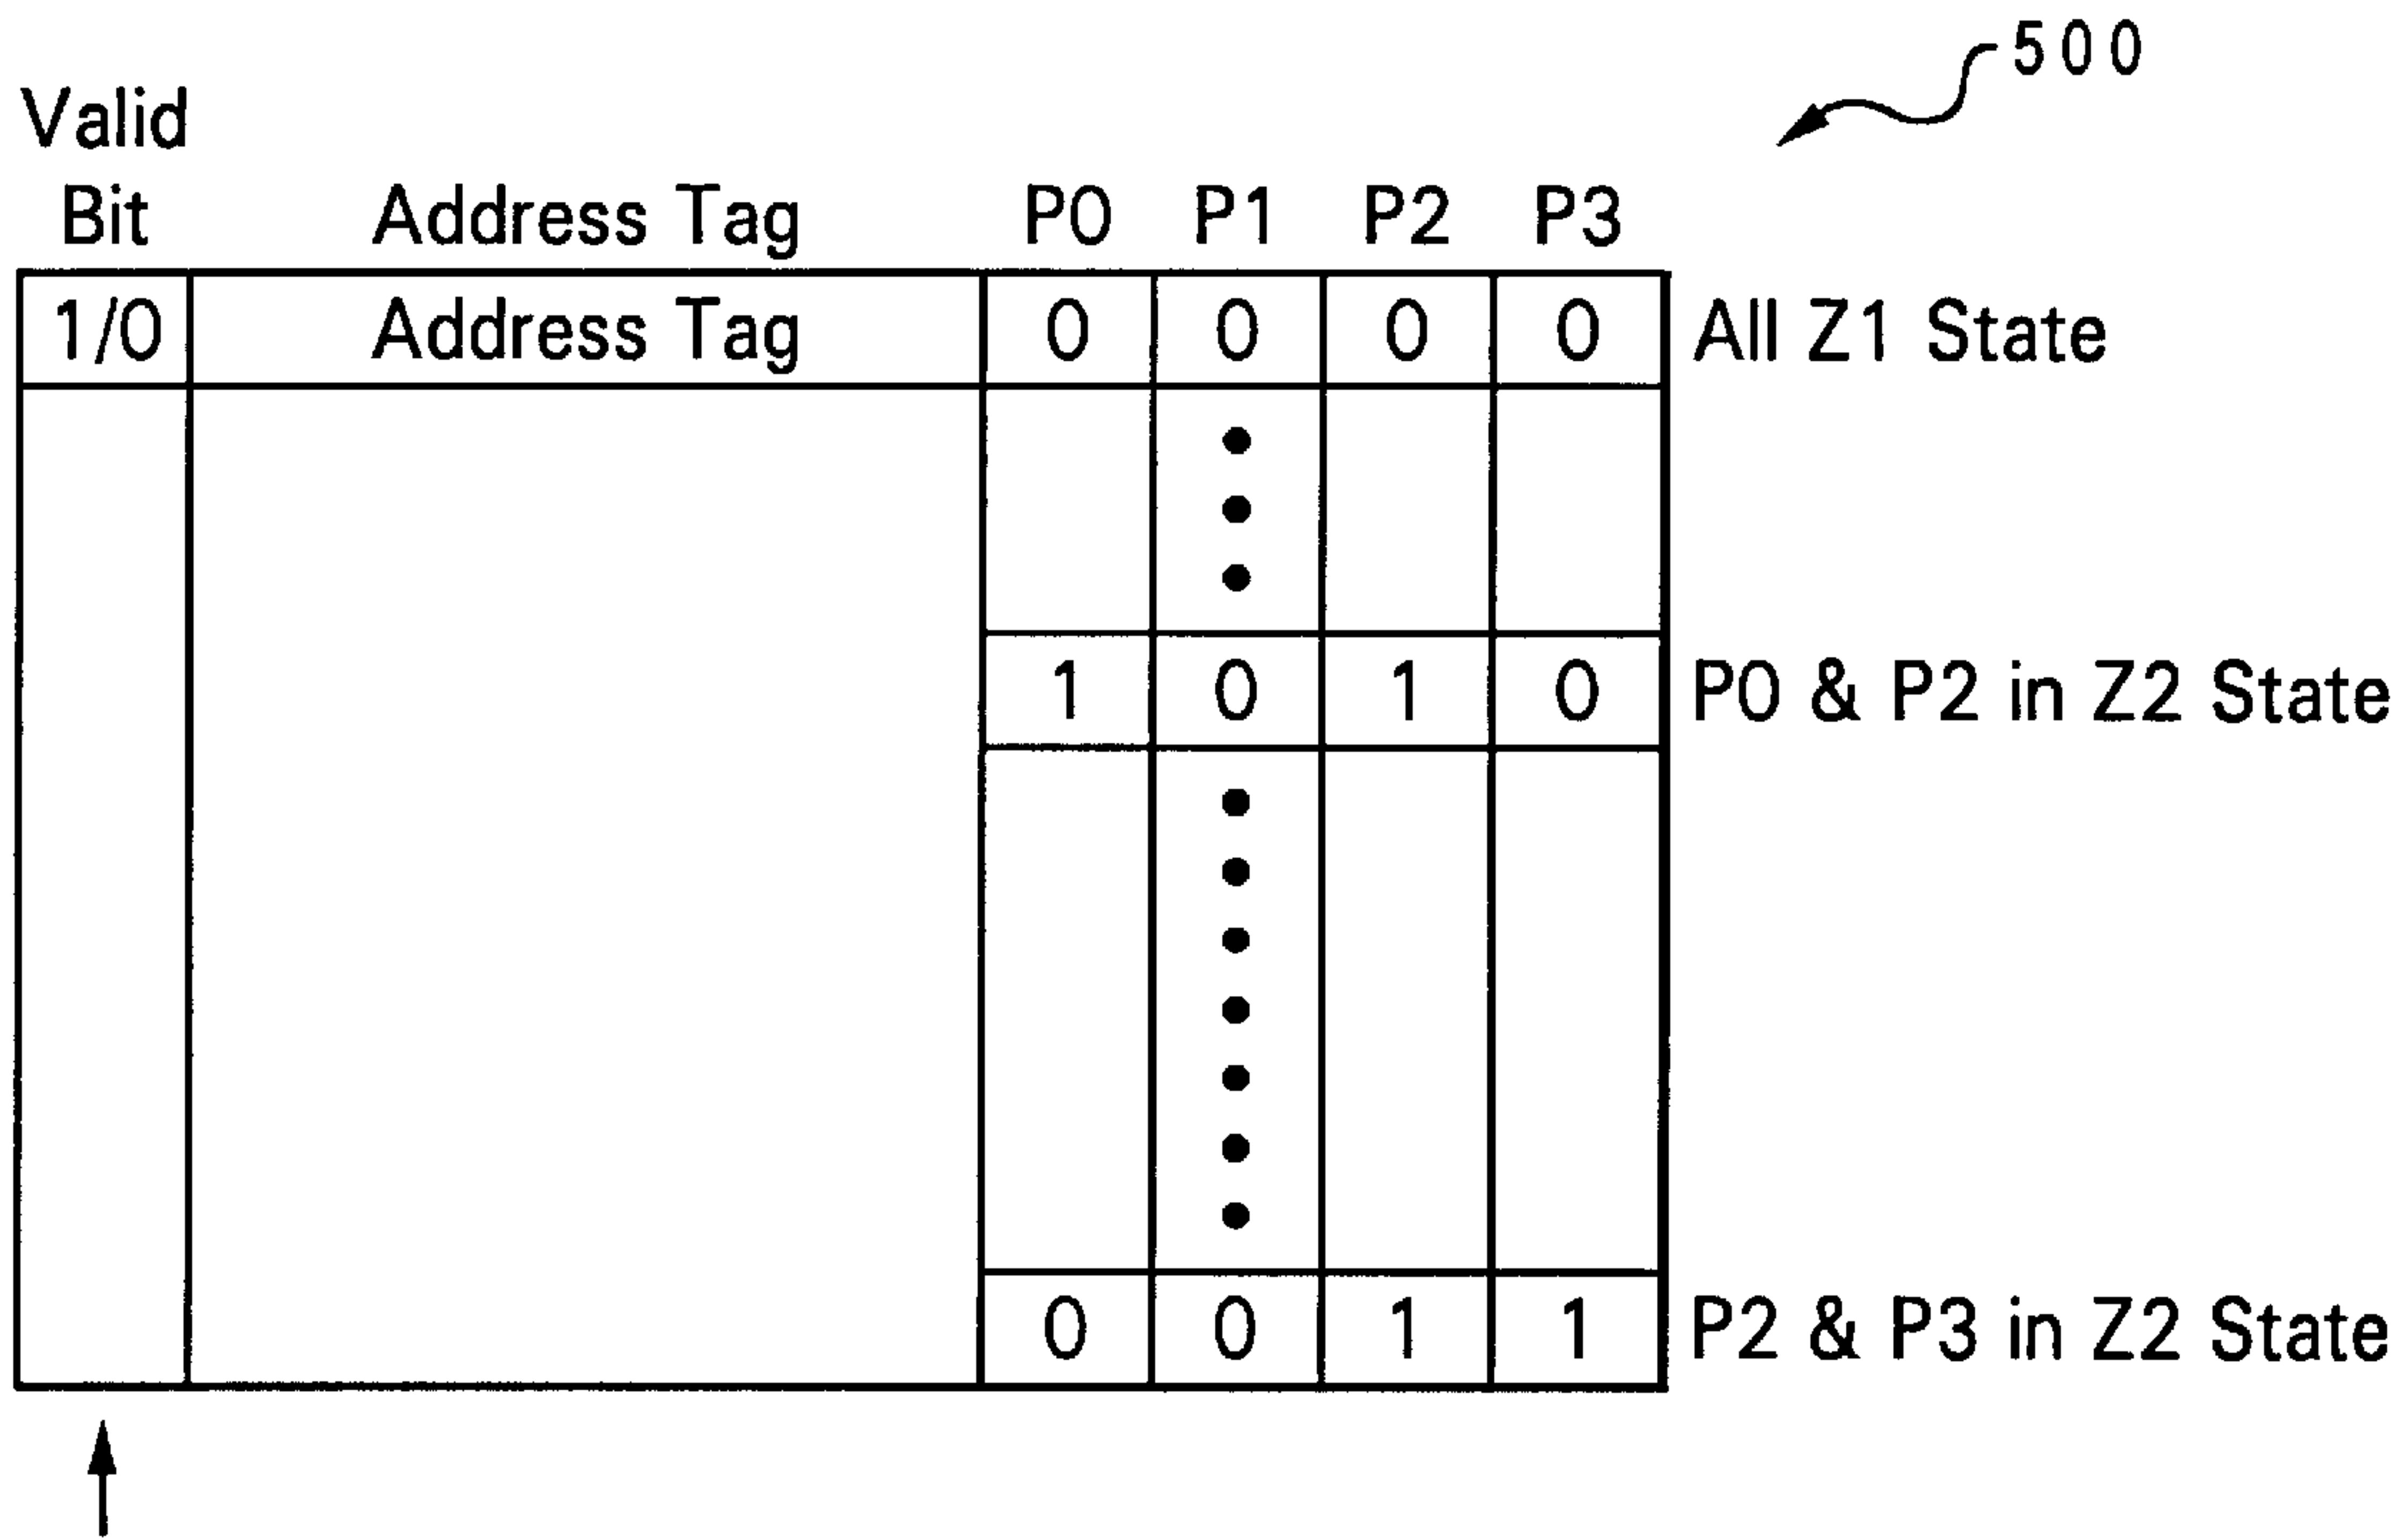 500
Valid
Bit Address Tag P0 P1 P2 P3
1/0 Address Tag 0 0 0 0 All Z1 State
1 0 1 0 P0 & P2 in Z2 State
0 0 1 1 P2 & P3 in Z2 State